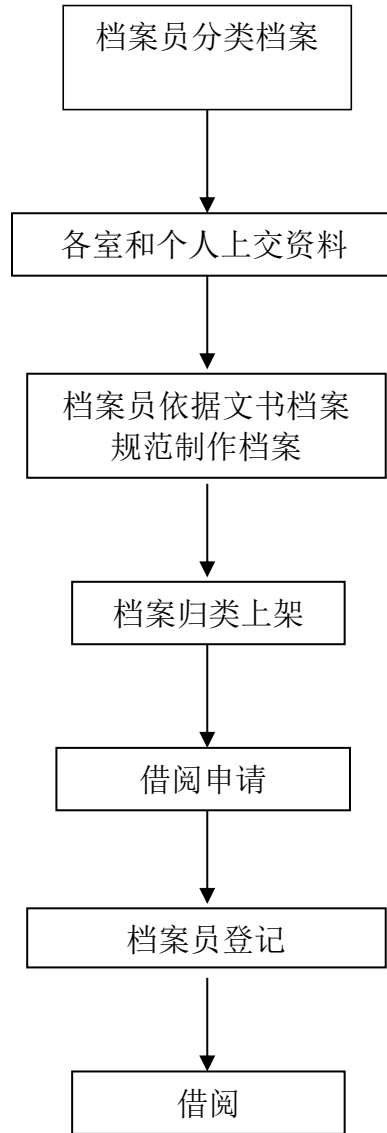 档案员分类档案
各室和个人上交资料
档案员依据文书档案
规范制作档案
档案归类上架
借阅申请
档案员登记
借阅